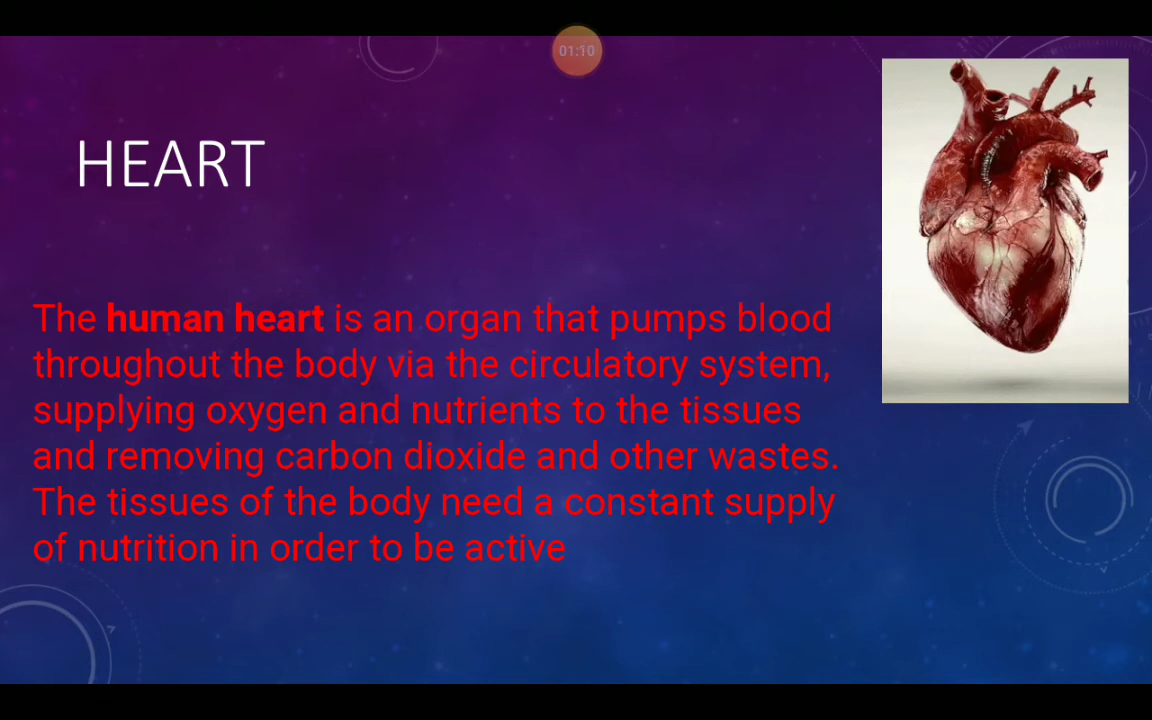 01:10
HEART
The human heart is an organ that pumps blood
throughout the body via the circulatory system,
supplying oxygen and nutrients to the tissues
and removing carbon dioxide and other wastes.
The tissues of the body need a constant supply
of nutrition in order to be active